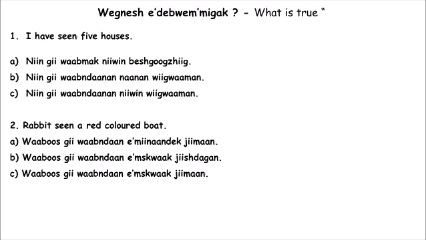 Wegnesh e'debwem'migak ? - What is true “
1. I have seen five houses.
a) Niin gii waabmak niiwin beshgoogzhiig.
b) Niin gii waabndaanan naanan wiigwaaman.
c) Niin gii waabndaanan niiwin wiigwaaman.
2. Rabbit seen a red coloured boat.
a) Waaboos gii waabndaan e'miinaandek jiimaan.
b) Waaboos gii waabndaan e'mskwaak jiishdagan.
c) Waaboos gii waabndaan e'mskwaak jiimaan.